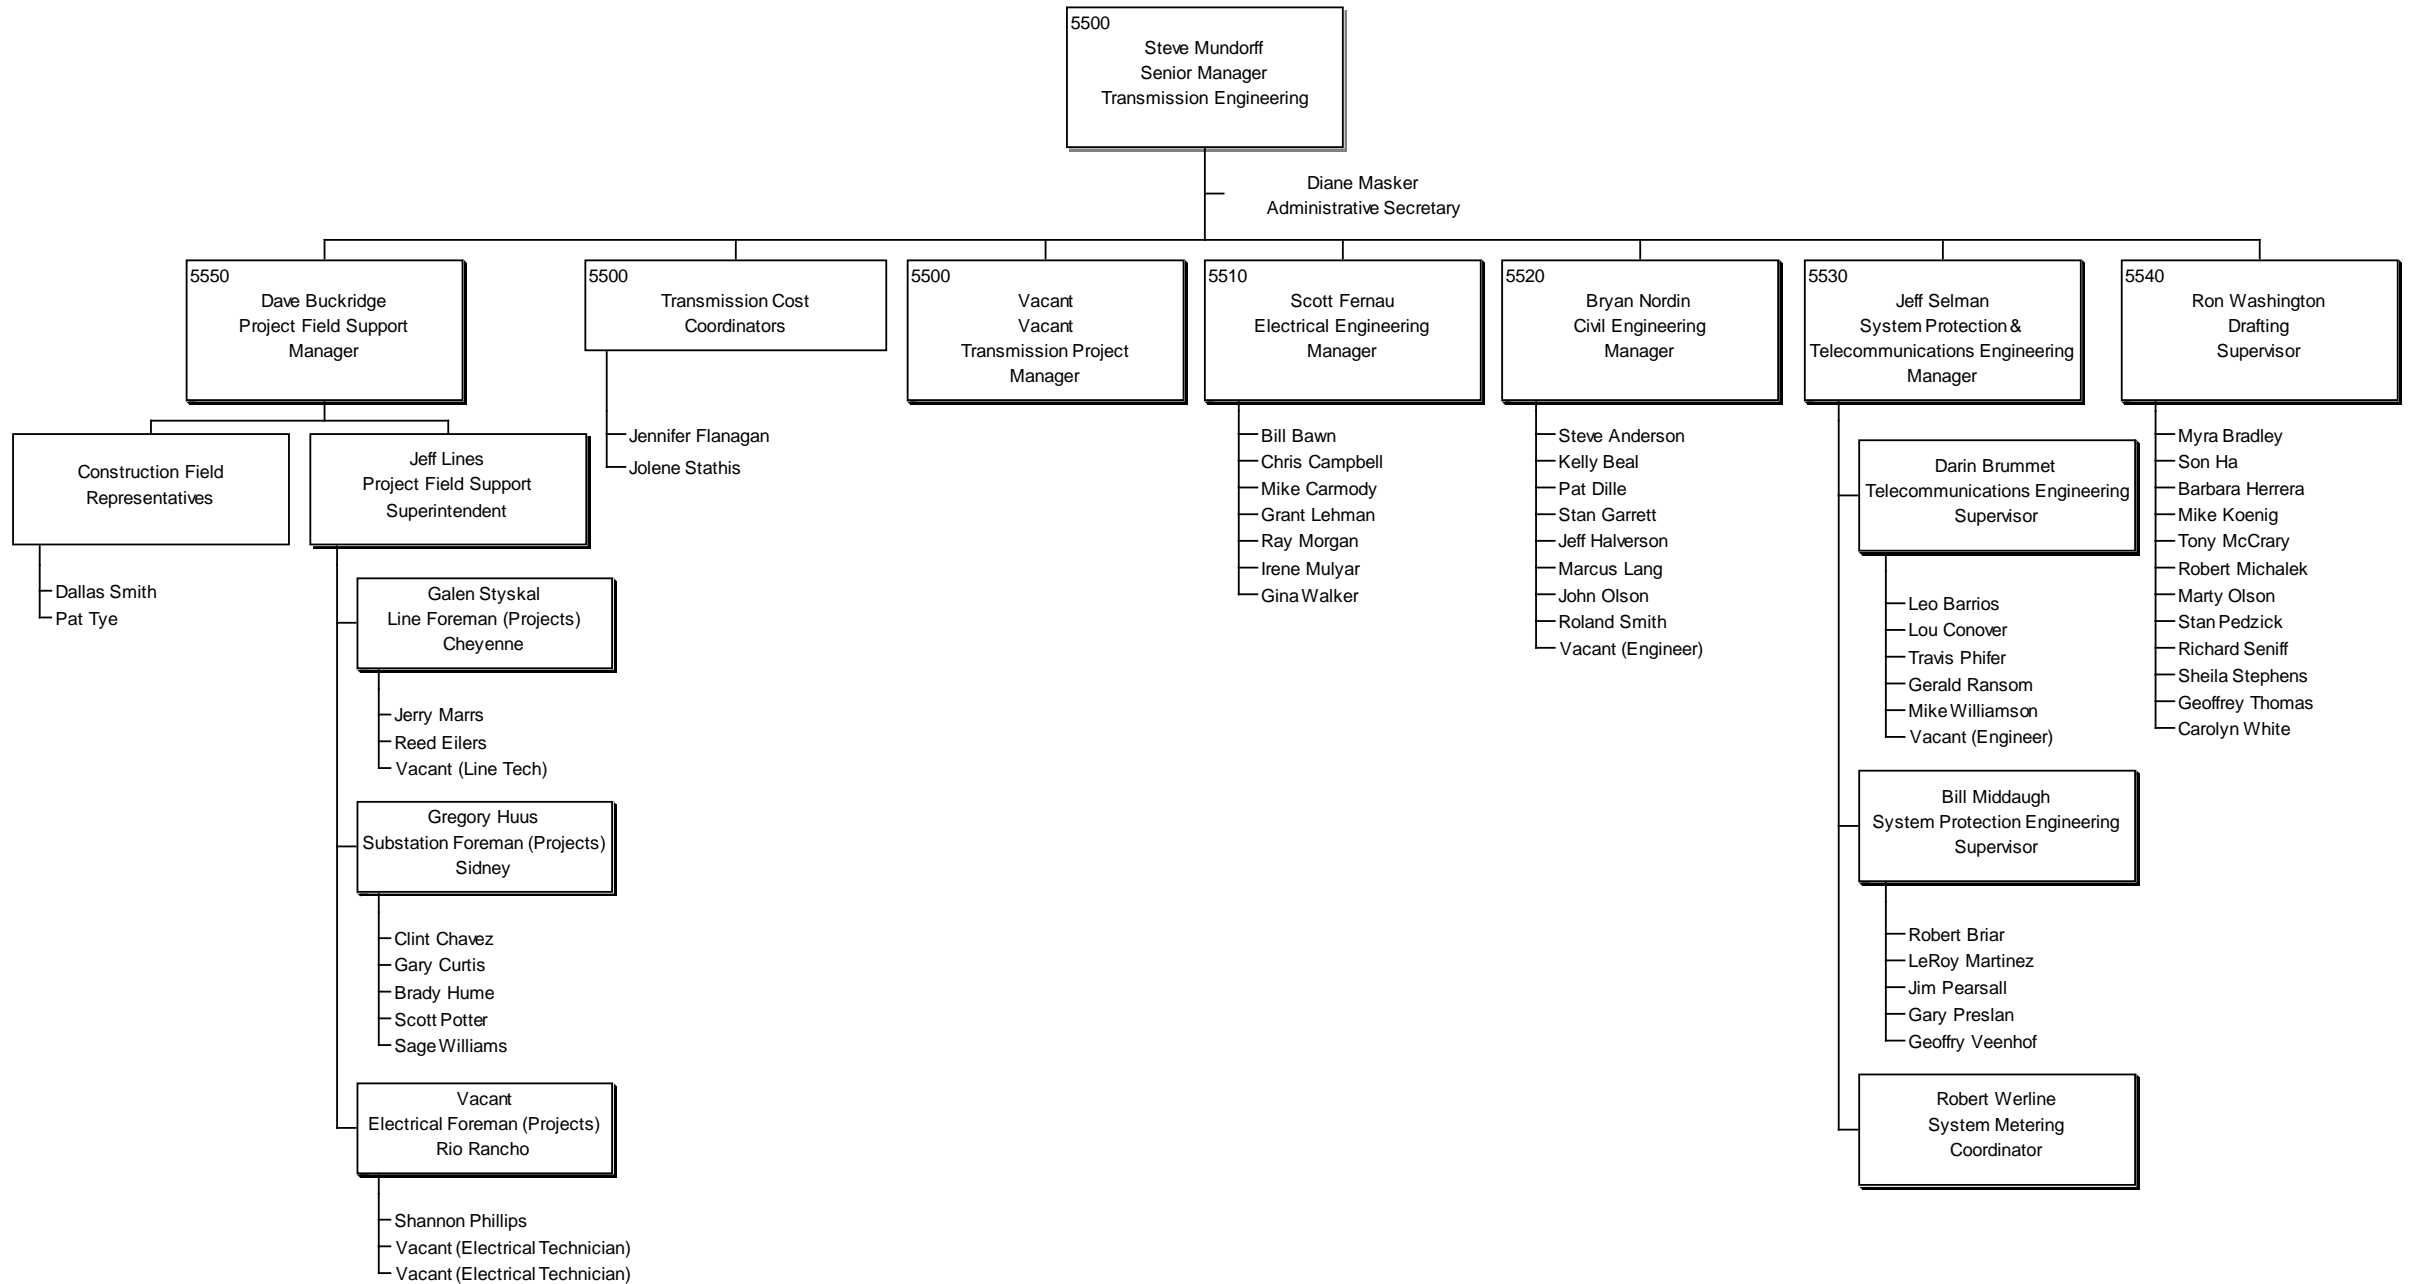 5500
Steve Mundorff
Senior Manager
Transmission Engineering
Diane Masker
Administrative Secretary
5550
Dave Buckridge
Project Field Support
Manager
5500
Transmission Cost
Coordinators
5500
Vacant
Vacant
Transmission Project
Manager
5510
Scott Fernau
Electrical Engineering
Manager
5520
Bryan Nordin
Civil Engineering
Manager
5530
Jeff Selman
System Protection &
Telecommunications Engineering
Manager
5540
Ron Washington
Drafting
Supervisor
Construction Field
Representatives
Dallas Smith
Pat Tye
Jeff Lines
Project Field Support
Superintendent
Galen Styskal
Line Foreman (Projects)
Cheyenne
Jerry Marrs
Reed Eilers
Vacant (Line Tech)
Gregory Huus
Substation Foreman (Projects)
Sidney
Clint Chavez
Gary Curtis
Brady Hume
Scott Potter
Sage Williams
Vacant
Electrical Foreman (Projects)
Rio Rancho
Shannon Phillips
Vacant (Electrical Technician)
Vacant (Electrical Technician)
Jennifer Flanagan
Jolene Stathis
Bill Bawn
Chris Campbell
Mike Carmody
Grant Lehman
Ray Morgan
Irene Mulyar
Gina Walker
Steve Anderson
Kelly Beal
Pat Dille
Stan Garrett
Jeff Halverson
Marcus Lang
John Olson
Roland Smith
Vacant (Engineer)
Darin Brummet
Telecommunications Engineering
Supervisor
Leo Barrios
Lou Conover
Travis Phifer
Gerald Ransom
Mike Williamson
Vacant (Engineer)
Bill Middaugh
System Protection Engineering
Supervisor
Robert Briar
LeRoy Martinez
Jim Pearsall
Gary Preslan
Geoffry Veenhof
Robert Werline
System Metering
Coordinator
Myra Bradley
Son Ha
Barbara Herrera
Mike Koenig
Tony McCrary
Robert Michalek
Marty Olson
Stan Pedzick
Richard Seniff
Sheila Stephens
Geoffrey Thomas
Carolyn White